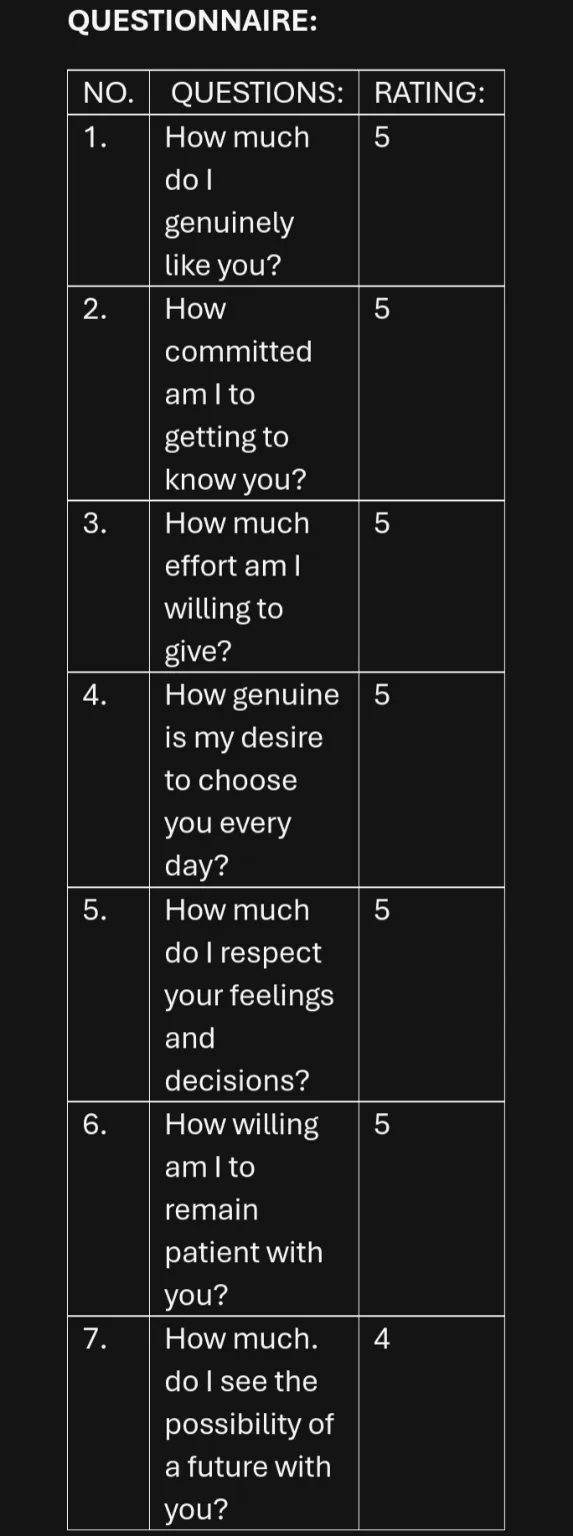 QUESTIONNAIRE:
NO. QUESTIONS: RATING:
1. How much 5
do I
genuinely
like you?
2. How 5
committed
am I to
getting to
know you?
3. How much 5
effort am I
willing to
give?
4. How genuine 5
is my desire
to choose
you every
day?
5. How much 5
do I respect
your feelings
and
decisions?
6. How willing 5
am I to
remain
patient with
you?
7. How much. 4
do I see the
possibility of
a future with
you?